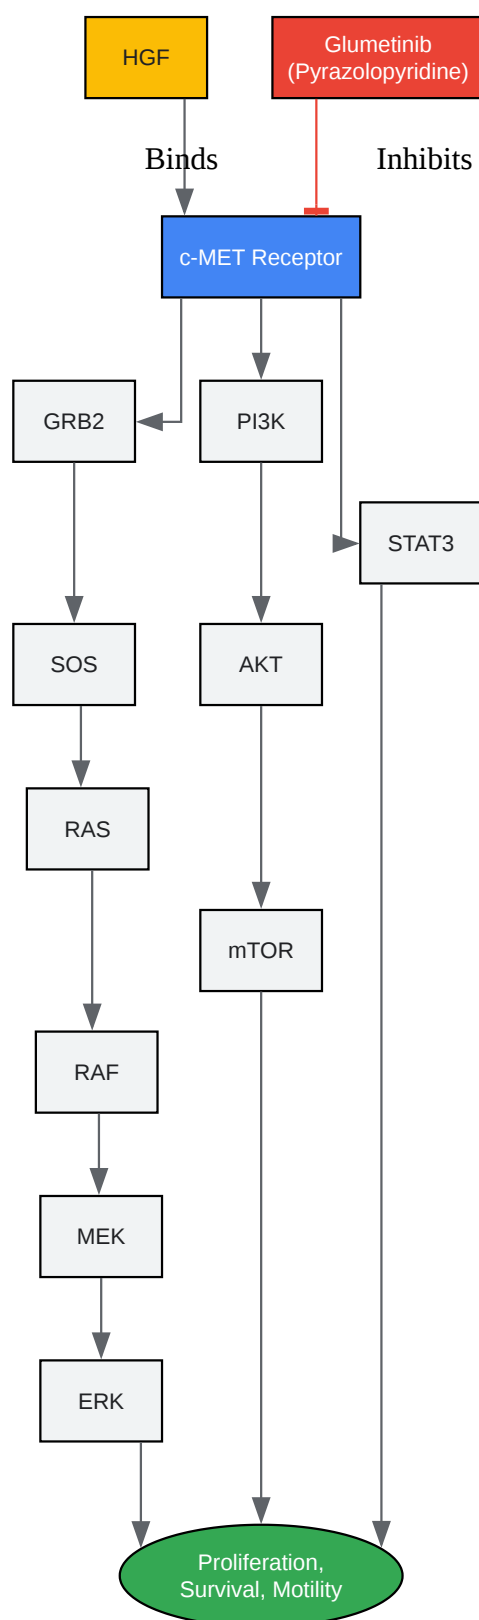 HGF
Glumetinib
(Pyrazolopyridine)
Binds
Inhibits
c-MET Receptor
GRB2
PI3K
STAT3
SOS
AKT
RAS
mTOR
RAF
MEK
ERK
Proliferation,
Survival, Motility